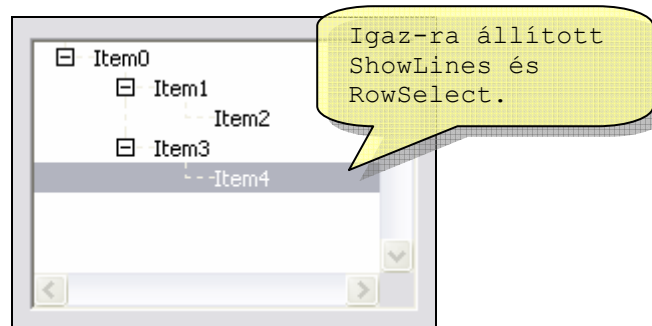 Item0
Item1
Item2
Item3
Item4
Igaz-ra állított
ShowLines és
RowSelect.